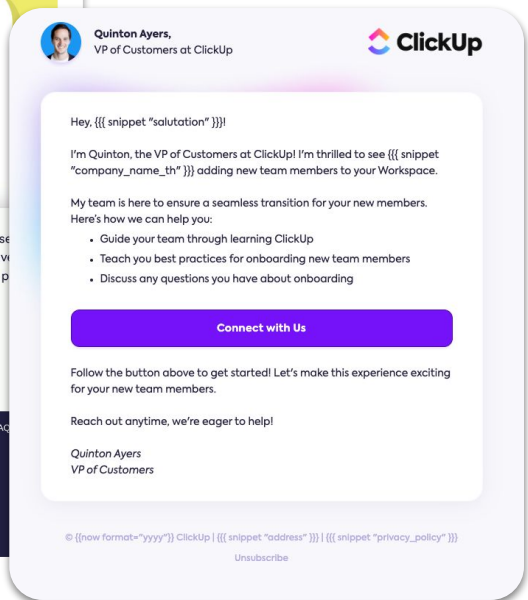 Quinton Ayers,
VP of Customers at ClickUp
ClickUp
Hey, {{{ snippet "salutation" }}}!
I'm Quinton, the VP of Customers at ClickUp! I'm thrilled to see {{{ snippet
"company_name_th" }}} adding new team members to your Workspace.
My team is here to ensure a seamless transition for your new members.
Here's how we can help you:
• Guide your team through learning ClickUp
• Teach you best practices for onboarding new team members
• Discuss any questions you have about onboarding
Connect with Us
Follow the button above to get started! Let's make this experience exciting
for your new team members.
Reach out anytime, we're eager to help!
Quinton Ayers
VP of Customers
© {{now format="yyyy"}} ClickUp | {{{ snippet "address" }}} | {{{ snippet "privacy_policy" }}}
Unsubscribe